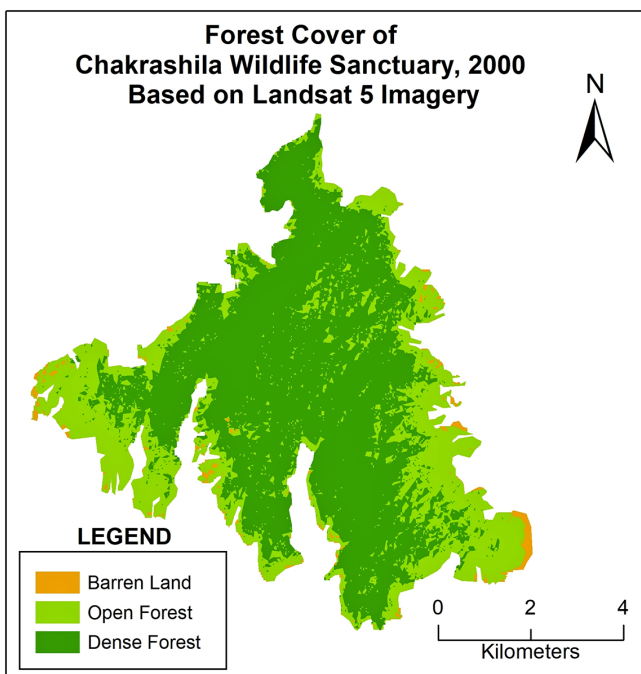 Forest Cover of
Chakrashila Wildlife Sanctuary, 2000
Based on Landsat 5 Imagery
N
LEGEND
Barren Land
Open Forest
Dense Forest
0 2 4
Kilometers